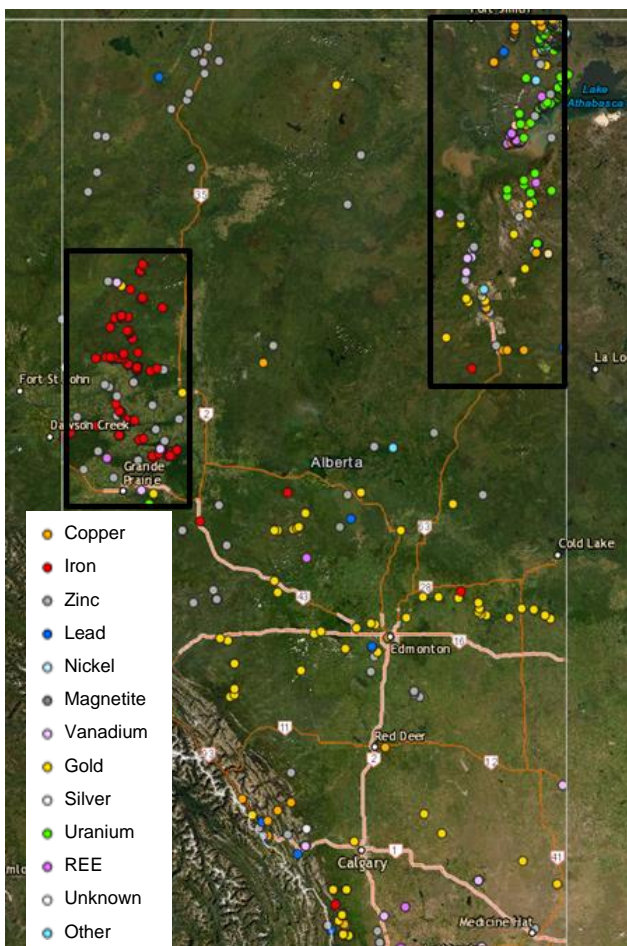 Lake
Athabasca
35
La Lo
Fort St John
Dawson Creek
2
Alberta
Grande
Prairie
63
Cold Lake
28
43
Edmonton
16
11
93
Red Deer
2
12
Calgary
1
41
Medicine Hat
Copper
Iron
Zinc
Lead
Nickel
Magnetite
Vanadium
Gold
Silver
Uranium
REE
Unknown
Other